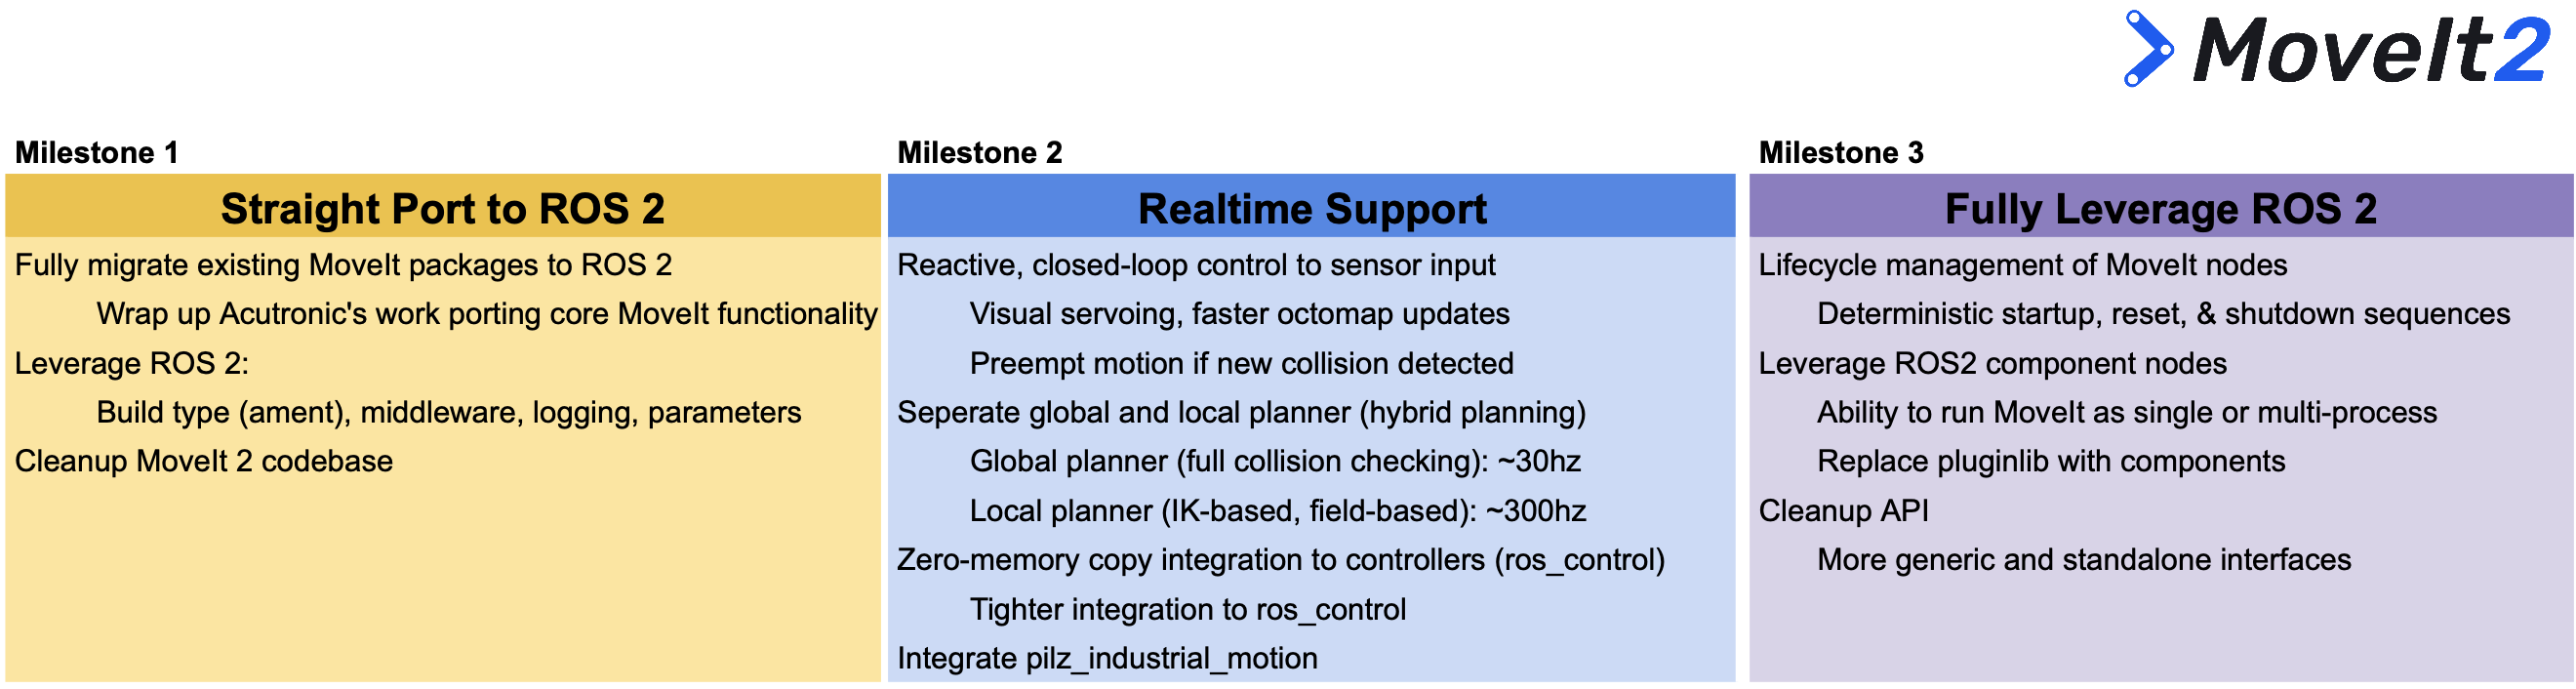 MoveIt2
Milestone 1
Straight Port to ROS 2
Fully migrate existing MoveIt packages to ROS 2
Wrap up Acutronic's work porting core MoveIt functionality
Leverage ROS 2:
Build type (ament), middleware, logging, parameters
Cleanup MoveIt 2 codebase
Milestone 2
Realtime Support
Reactive, closed-loop control to sensor input
Visual servoing, faster octomap updates
Preempt motion if new collision detected
Seperate global and local planner (hybrid planning)
Global planner (full collision checking): ~30hz
Local planner (IK-based, field-based): ~300hz
Zero-memory copy integration to controllers (ros_control)
Tighter integration to ros_control
Integrate pilz_industrial_motion
Milestone 3
Fully Leverage ROS 2
Lifecycle management of MoveIt nodes
Deterministic startup, reset, & shutdown sequences
Leverage ROS2 component nodes
Ability to run MoveIt as single or multi-process
Replace pluginlib with components
Cleanup API
More generic and standalone interfaces